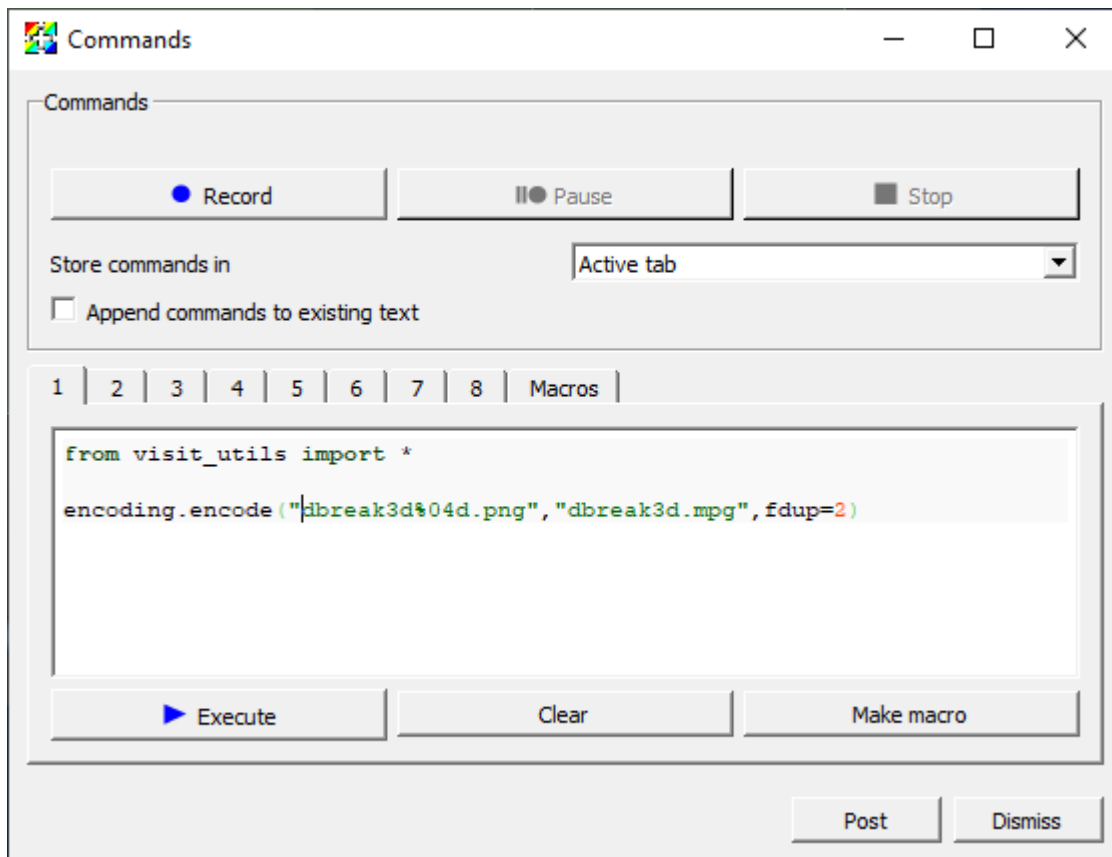 Commands
Commands
Record
Pause
Stop
Store commands in
Active tab
Append commands to existing text
1 2 3 4 5 6 7 8 Macros
from visit_utils import *
encoding.encode("dbreak3d%04d.png","dbreak3d.mpg",fdup=2)
Execute
Clear
Make macro
Post
Dismiss